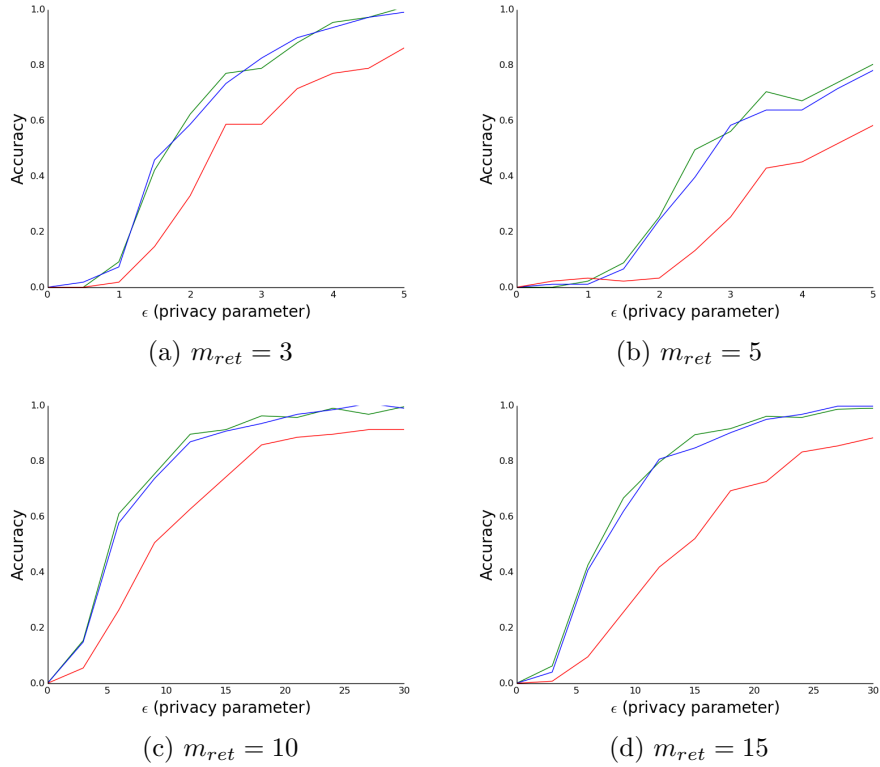 1.0
0.8
0.6
0.4
0.2
0.0
Accuracy
0 1 2 3 4 5
ϵ (privacy parameter)
(a) m_ret = 3
1.0
0.8
0.6
0.4
0.2
0.0
Accuracy
0 1 2 3 4 5
ϵ (privacy parameter)
(b) m_ret = 5
1.0
0.8
0.6
0.4
0.2
0.0
Accuracy
0 5 10 15 20 25 30
ϵ (privacy parameter)
(c) m_ret = 10
1.0
0.8
0.6
0.4
0.2
0.0
Accuracy
0 5 10 15 20 25 30
ϵ (privacy parameter)
(d) m_ret = 15